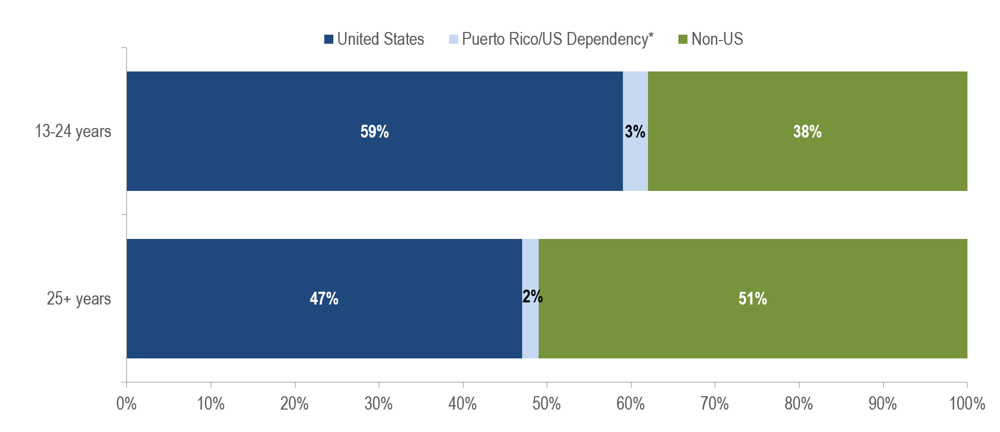 United States Puerto Rico/US Dependency* Non-US
13-24 years 59% 3% 38%
25+ years 47% 2% 51%
0% 10% 20% 30% 40% 50% 60% 70% 80% 90% 100%